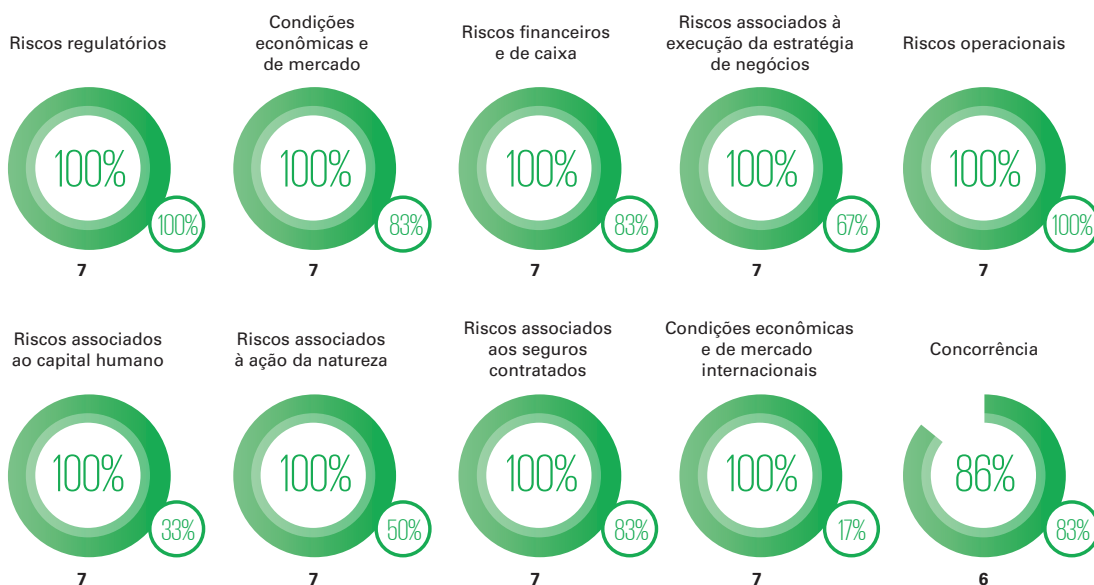 Riscos regulatórios
Condições
econômicas e
de mercado
Riscos financeiros
e de caixa
Riscos associados à
execução da estratégia
de negócios
Riscos operacionais
100%
100%
100%
100%
100%
100%
83%
83%
67%
100%
7
7
7
7
7
Riscos associados
ao capital humano
Riscos associados
à ação da natureza
Riscos associados
aos seguros
contratados
Condições econômicas
e de mercado
internacionais
Concorrência
100%
100%
100%
100%
86%
33%
50%
83%
17%
83%
7
7
7
7
6